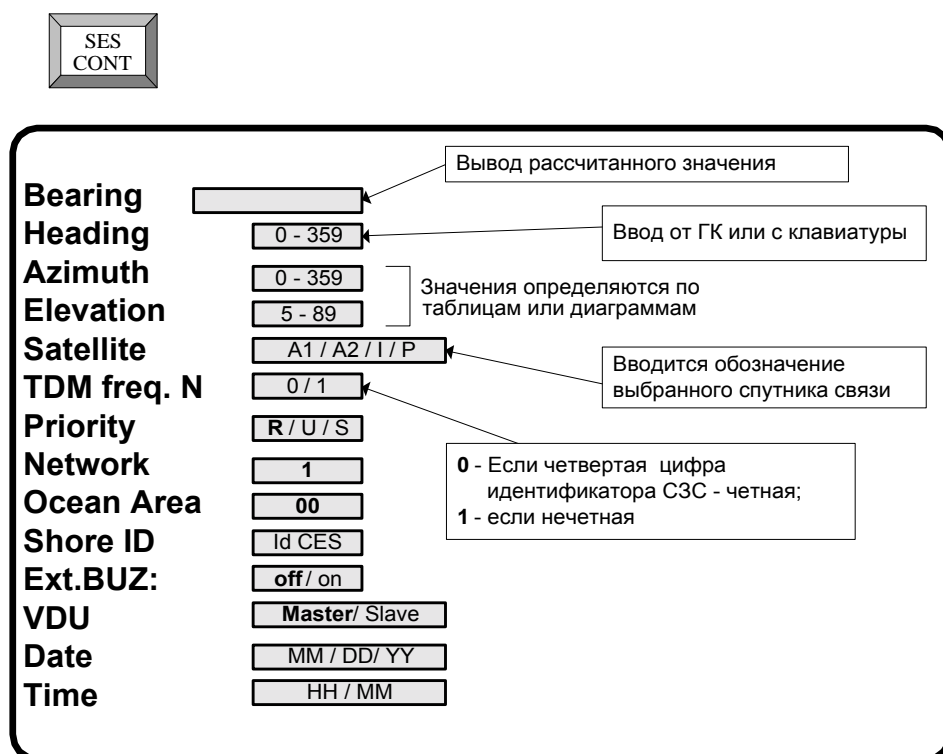 SES
CONT
Вывод рассчитанного значения
Bearing
Heading 0 - 359
Ввод от ГК или с клавиатуры
Azimuth 0 - 359
Elevation 5 - 89
Значения определяются по
таблицам или диаграммам
Satellite A1 / A2 / I / P
Вводится обозначение
выбранного спутника связи
TDM freq. N 0 / 1
Priority R / U / S
Network 1
0 - Если четвертая цифра
идентификатора СЗС - четная;
1 - если нечетная
Ocean Area 00
Shore ID Id CES
Ext.BUZ: off / on
VDU Master/ Slave
Date MM / DD/ YY
Time HH / MM